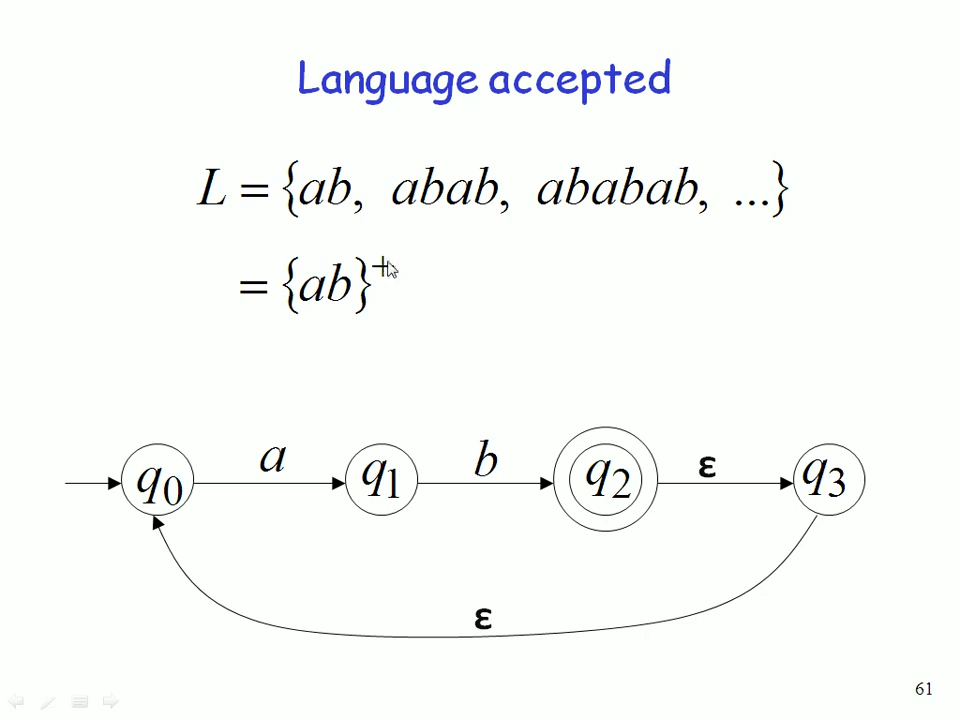 Language accepted
L = {ab, abab, ababab, ...}
= {ab}⁺
a
b
ε
q₀
q₁
q₂
q₃
ε
61